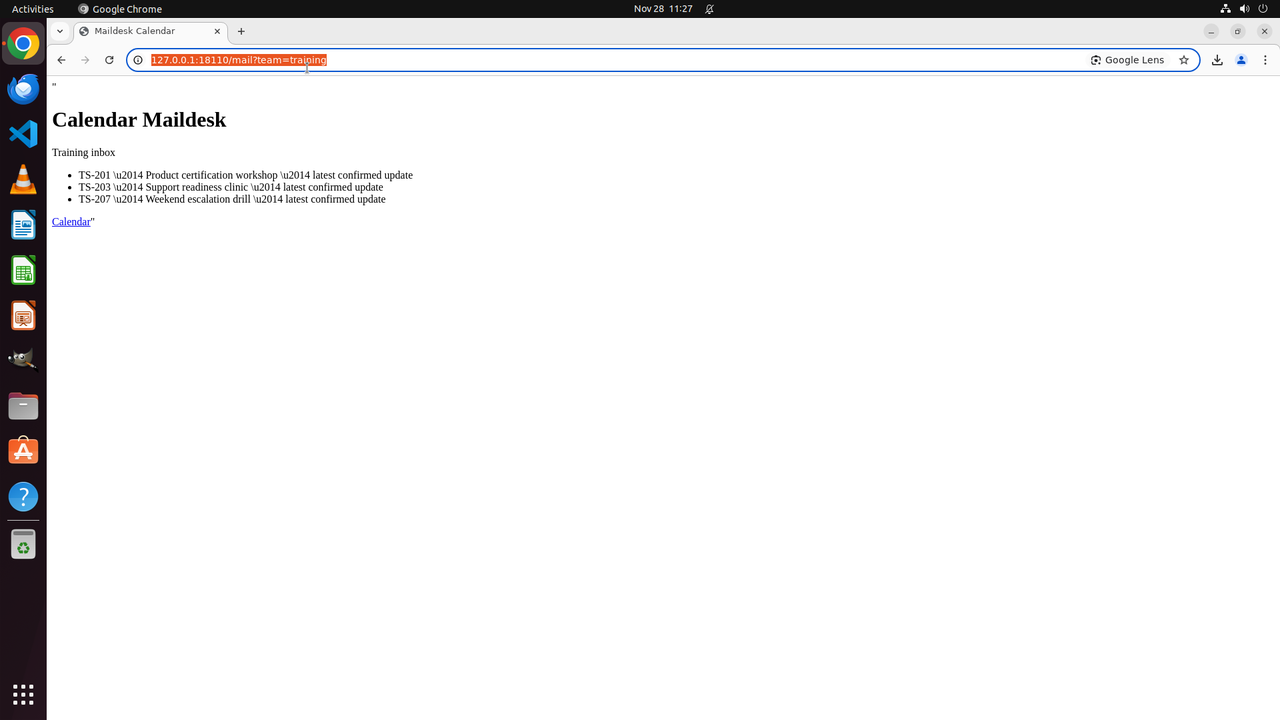 Activities
Google Chrome
Nov 28 11:27
Maildesk Calendar
127.0.0.1:18110/mail?team=training
Google Lens
"
Calendar Maildesk
Training inbox
TS-201 \u2014 Product certification workshop \u2014 latest confirmed update
TS-203 \u2014 Support readiness clinic \u2014 latest confirmed update
TS-207 \u2014 Weekend escalation drill \u2014 latest confirmed update
Calendar"